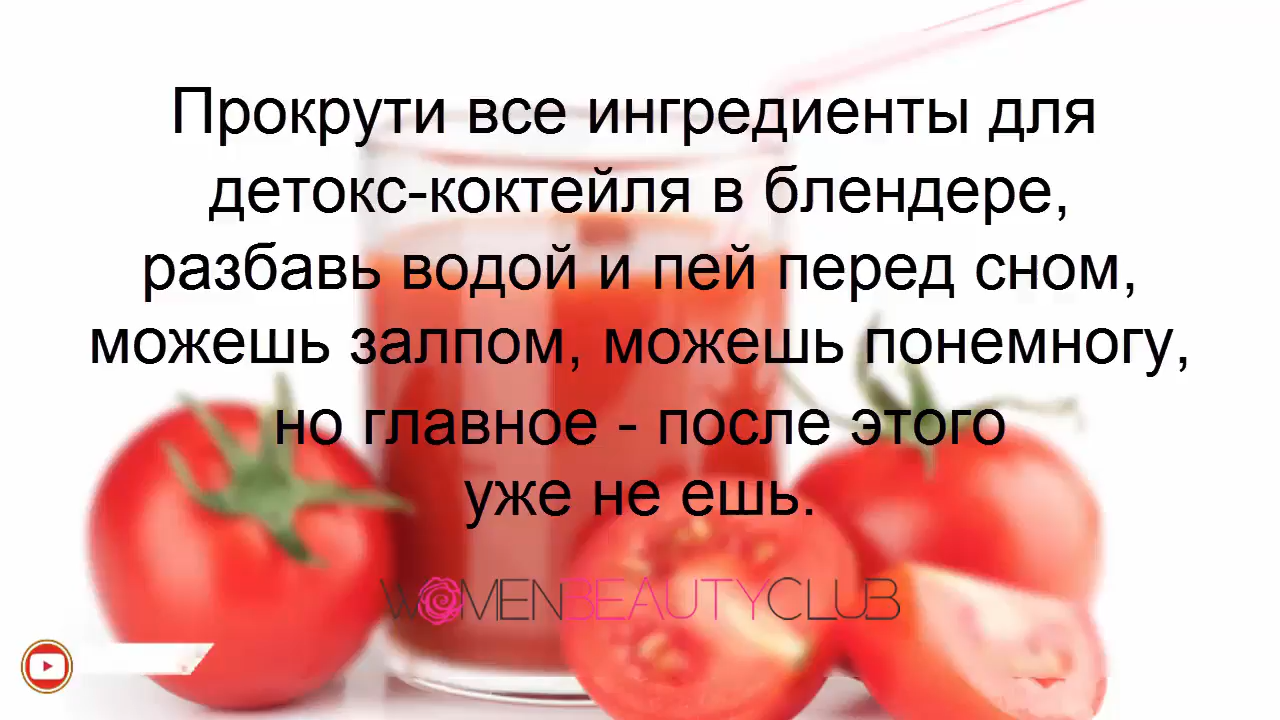 Прокрути все ингредиенты для
детокс-коктейля в блендере,
разбавь водой и пей перед сном,
можешь залпом, можешь понемногу,
но главное - после этого
уже не ешь.
WOMENBEAUTYCLUB